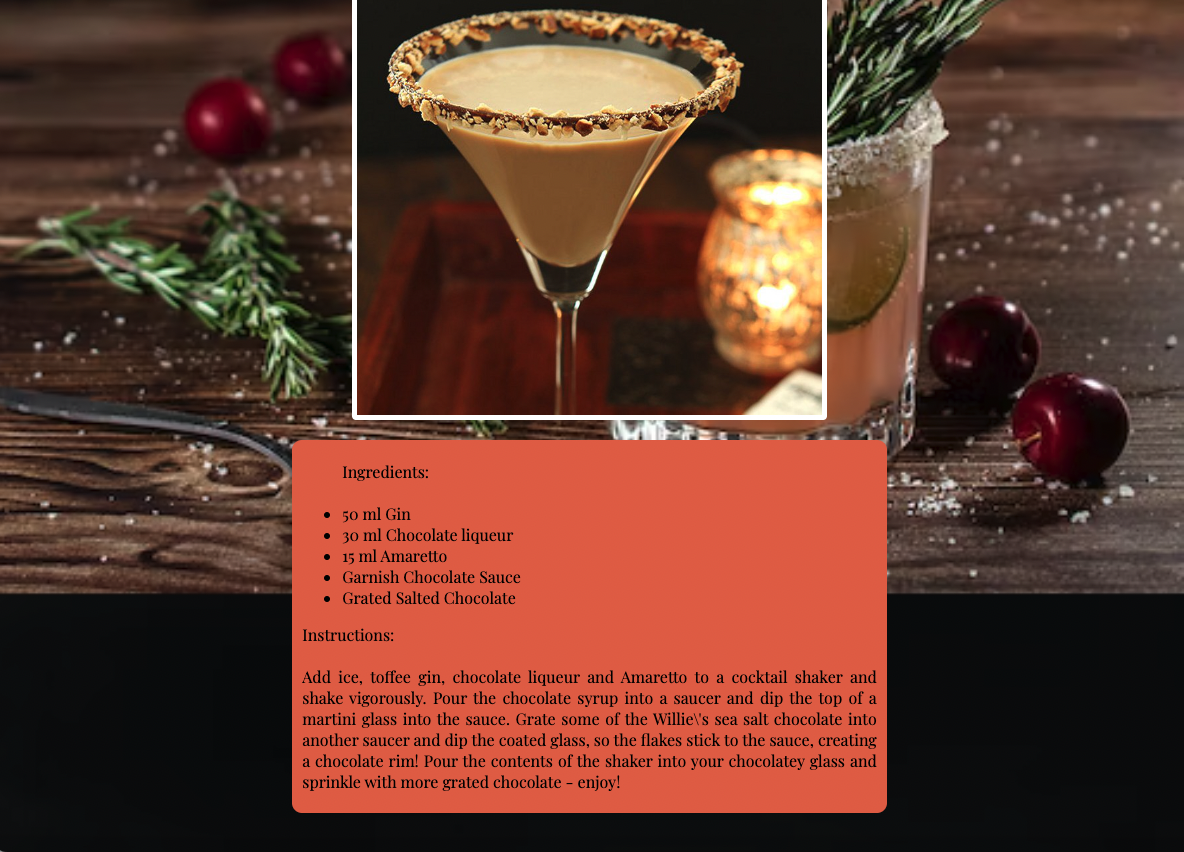 Ingredients:
50 ml Gin
30 ml Chocolate liqueur
15 ml Amaretto
Garnish Chocolate Sauce
Grated Salted Chocolate
Instructions:
Add ice, toffee gin, chocolate liqueur and Amaretto to a cocktail shaker and
shake vigorously. Pour the chocolate syrup into a saucer and dip the top of a
martini glass into the sauce. Grate some of the Willie\'s sea salt chocolate into
another saucer and dip the coated glass, so the flakes stick to the sauce, creating
a chocolate rim! Pour the contents of the shaker into your chocolatey glass and
sprinkle with more grated chocolate - enjoy!